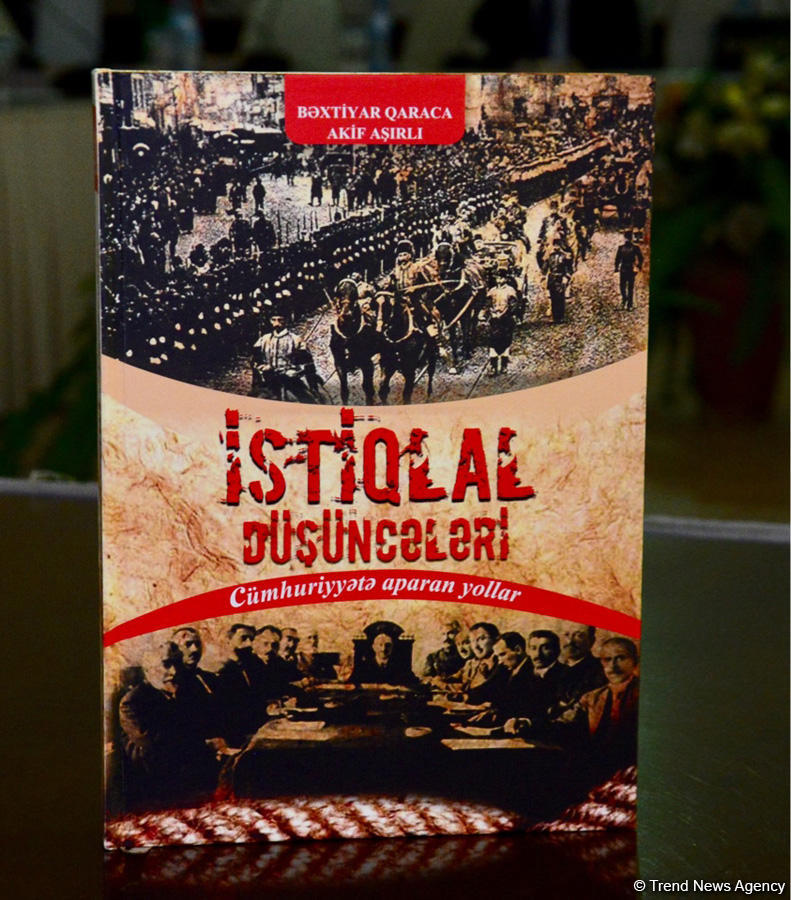 BƏXTİYAR QARACA
AKİF AŞIRLI
İSTİQLAL
DÜŞÜNCƏLƏRİ
Cümhuriyyətə aparan yollar
© Trend News Agency